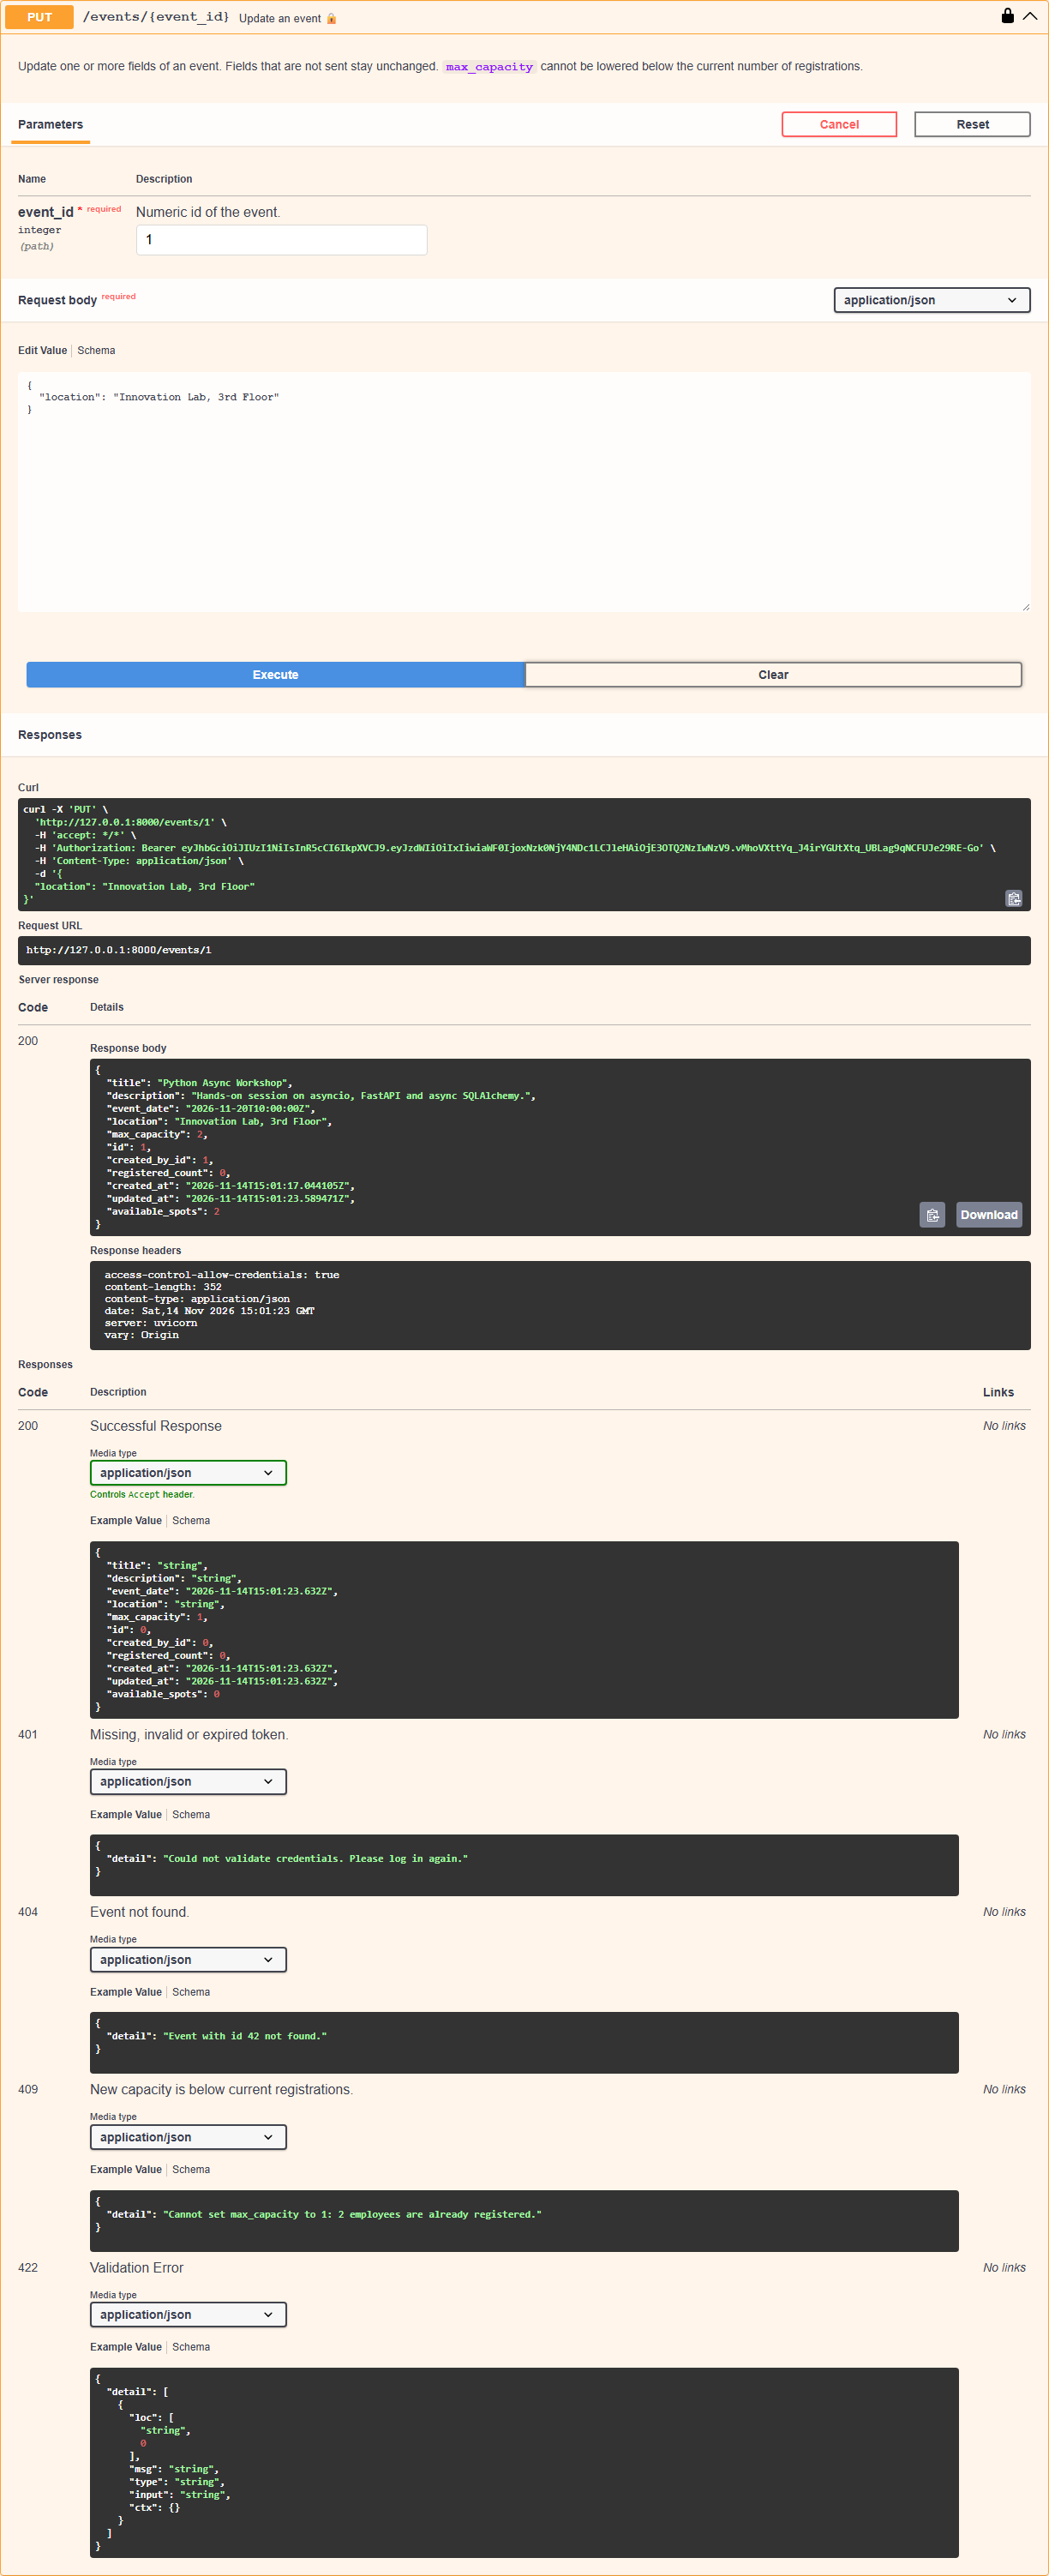 PUT /events/{event_id} Update an event
Update one or more fields of an event. Fields that are not sent stay unchanged. max_capacity cannot be lowered below the current number of registrations.
Parameters Cancel Reset
Name Description
event_id * required Numeric id of the event.
integer
(path)
1
Request body required application/json
Edit Value Schema
{
  "location": "Innovation Lab, 3rd Floor"
}
Execute Clear
Responses
Curl
curl -X 'PUT' \
  'http://127.0.0.1:8000/events/1' \
  -H 'accept: */*' \
  -H 'Authorization: Bearer eyJhbGciOiJIUzI1NiIsInR5cCI6IkpXVCJ9.eyJzdWIiOiIxIiwiaWF0IjoxNzk0NjY4NDc1LCJleHAiOjE3OTQ2NzIwNzV9.vMhoVXttYq_J4irYGUtXtq_UBLag9qNCFUJe29RE-Go' \
  -H 'Content-Type: application/json' \
  -d '{
  "location": "Innovation Lab, 3rd Floor"
}'
Request URL
http://127.0.0.1:8000/events/1
Server response
Code Details
200
Response body
{
  "title": "Python Async Workshop",
  "description": "Hands-on session on asyncio, FastAPI and async SQLAlchemy.",
  "event_date": "2026-11-20T10:00:00Z",
  "location": "Innovation Lab, 3rd Floor",
  "max_capacity": 2,
  "id": 1,
  "created_by_id": 1,
  "registered_count": 0,
  "created_at": "2026-11-14T15:01:17.044105Z",
  "updated_at": "2026-11-14T15:01:23.589471Z",
  "available_spots": 2
}
Download
Response headers
access-control-allow-credentials: true
content-length: 352
content-type: application/json
date: Sat,14 Nov 2026 15:01:23 GMT
server: uvicorn
vary: Origin
Responses
Code Description Links
200 Successful Response No links
Media type
application/json
Controls Accept header.
Example Value Schema
{
  "title": "string",
  "description": "string",
  "event_date": "2026-11-14T15:01:23.632Z",
  "location": "string",
  "max_capacity": 1,
  "id": 0,
  "created_by_id": 0,
  "registered_count": 0,
  "created_at": "2026-11-14T15:01:23.632Z",
  "updated_at": "2026-11-14T15:01:23.632Z",
  "available_spots": 0
}
401 Missing, invalid or expired token. No links
Media type
application/json
Example Value Schema
{
  "detail": "Could not validate credentials. Please log in again."
}
404 Event not found. No links
Media type
application/json
Example Value Schema
{
  "detail": "Event with id 42 not found."
}
409 New capacity is below current registrations. No links
Media type
application/json
Example Value Schema
{
  "detail": "Cannot set max_capacity to 1: 2 employees are already registered."
}
422 Validation Error No links
Media type
application/json
Example Value Schema
{
  "detail": [
    {
      "loc": [
        "string",
        0
      ],
      "msg": "string",
      "type": "string",
      "input": "string",
      "ctx": {}
    }
  ]
}